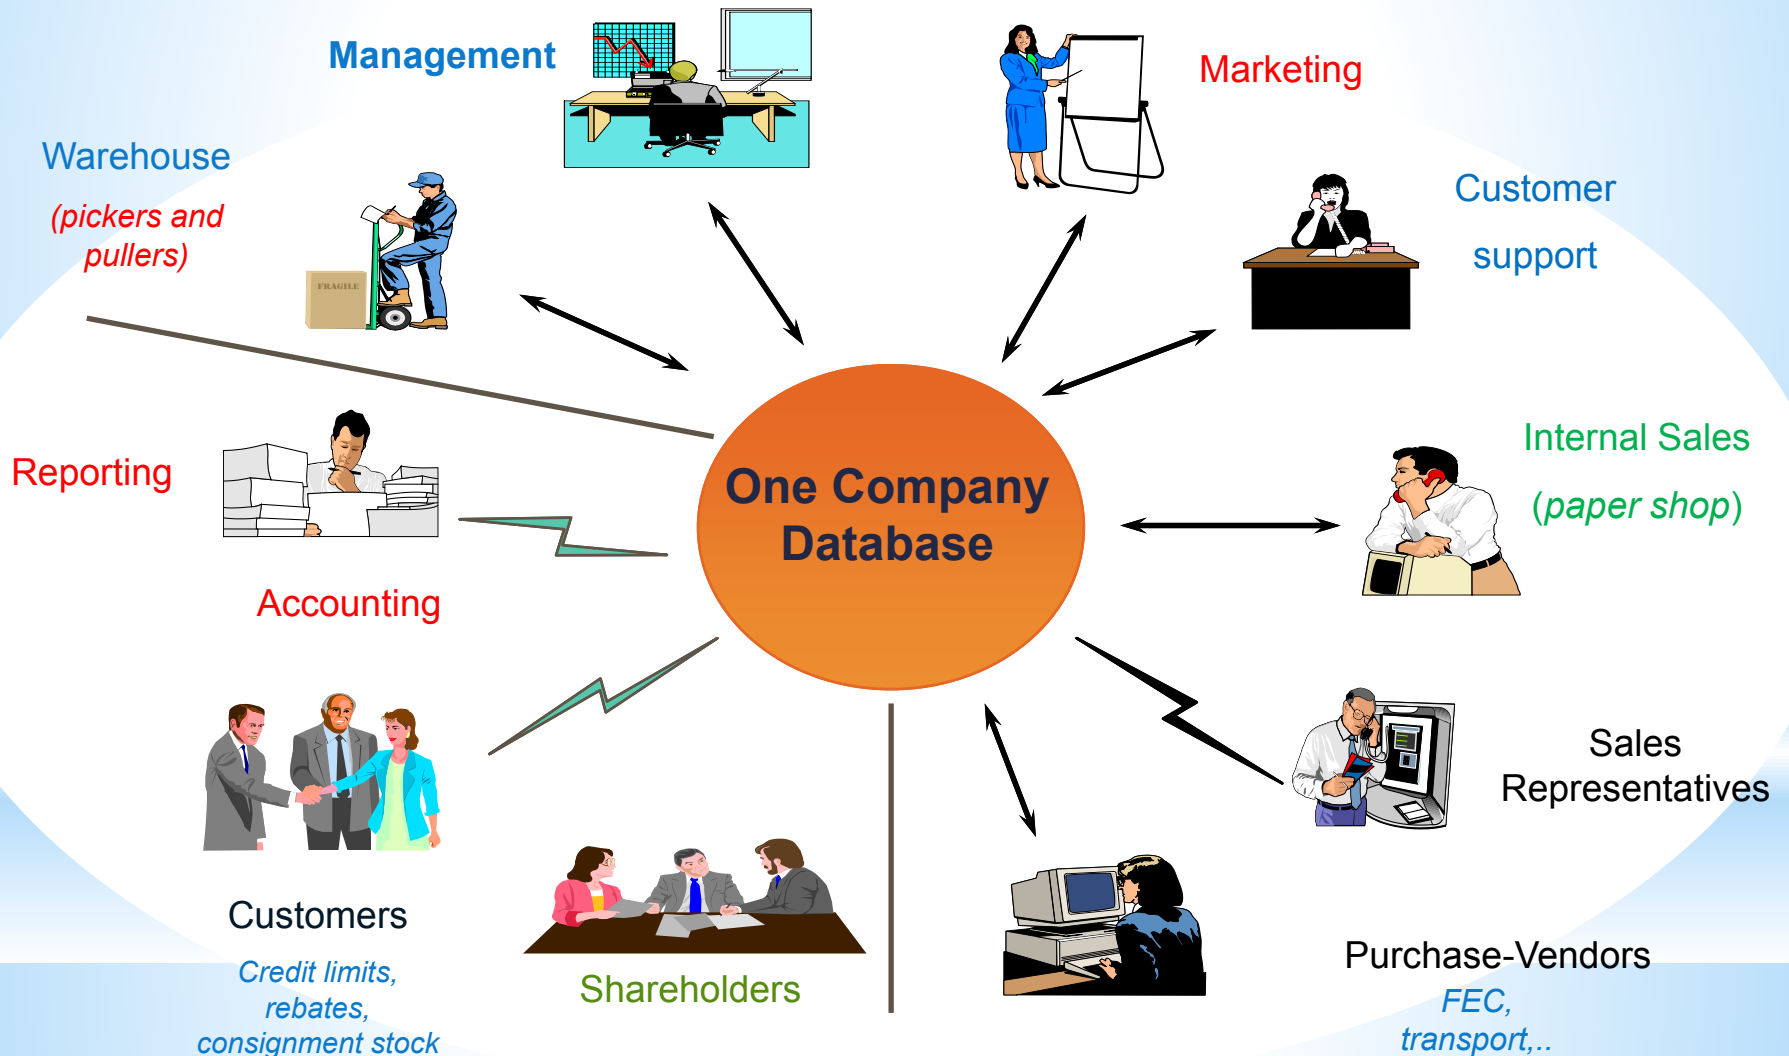 Management
Marketing
Warehouse
(pickers and
pullers)
Customer
support
FRAGILE
Reporting
Accounting
One Company
Database
Internal Sales
(paper shop)
Sales
Representatives
Customers
Credit limits,
rebates,
consignment stock
Shareholders
Purchase-Vendors
FEC,
transport,..